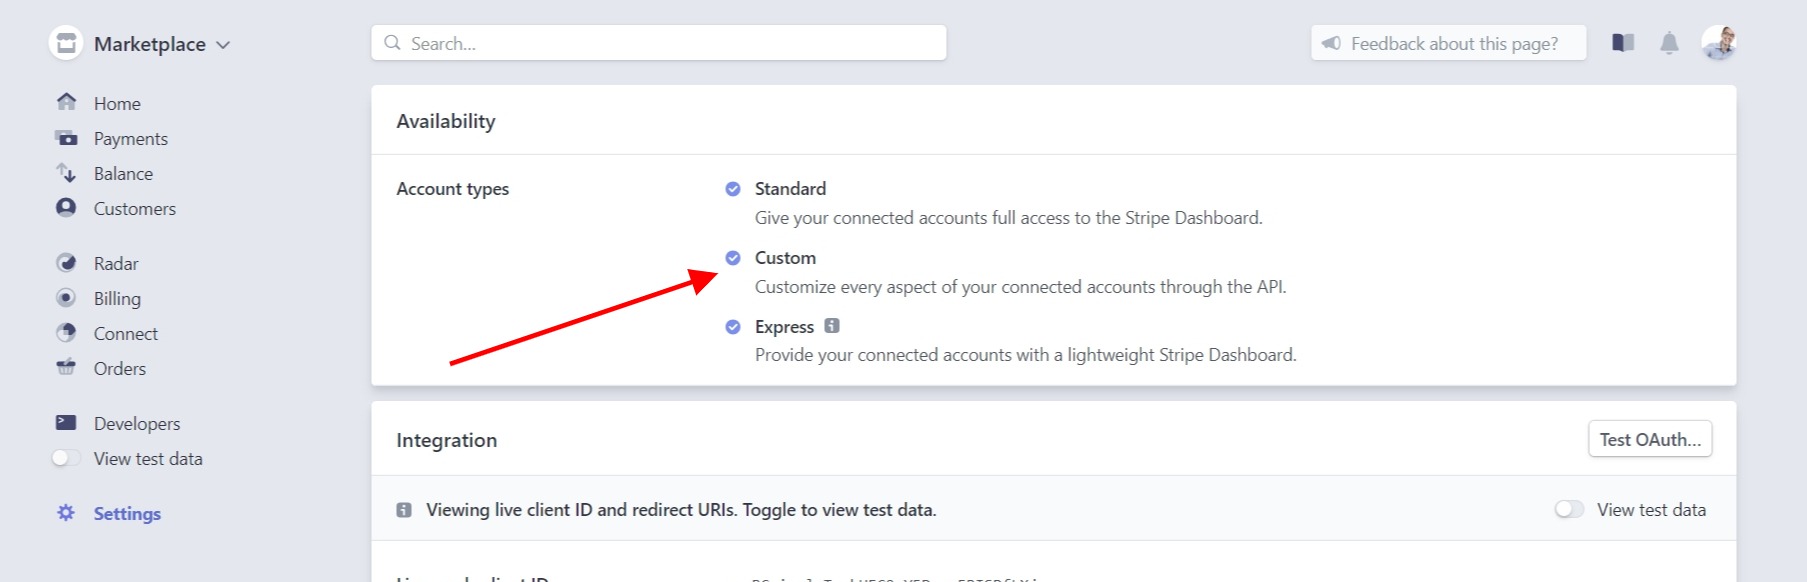 Marketplace
Search...
Feedback about this page?
Home
Payments
Balance
Customers
Radar
Billing
Connect
Orders
Developers
View test data
Settings
Availability
Account types
Standard
Give your connected accounts full access to the Stripe Dashboard.
Custom
Customize every aspect of your connected accounts through the API.
Express
Provide your connected accounts with a lightweight Stripe Dashboard.
Integration
Test OAuth...
Viewing live client ID and redirect URIs. Toggle to view test data.
View test data